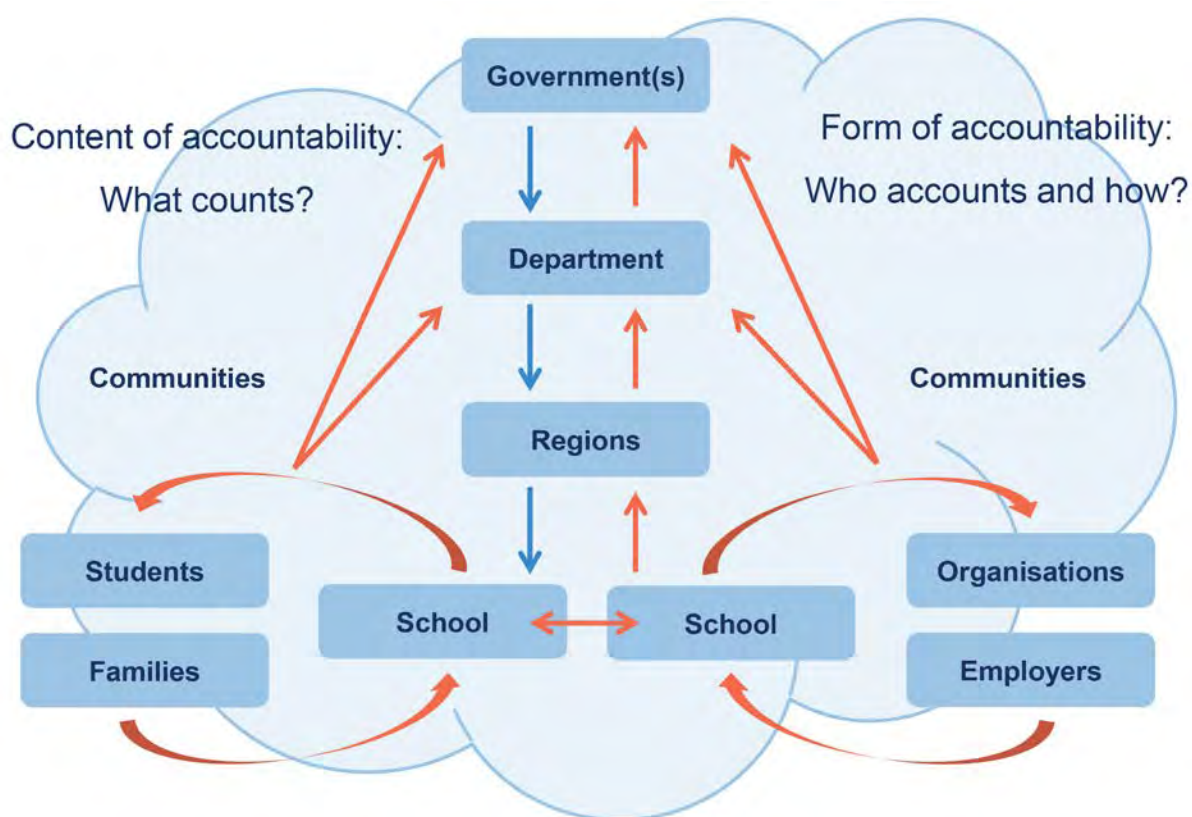 Government(s)
Content of accountability:
What counts?
Form of accountability:
Who accounts and how?
Department
Communities
Communities
Regions
Students
Organisations
School
School
Families
Employers